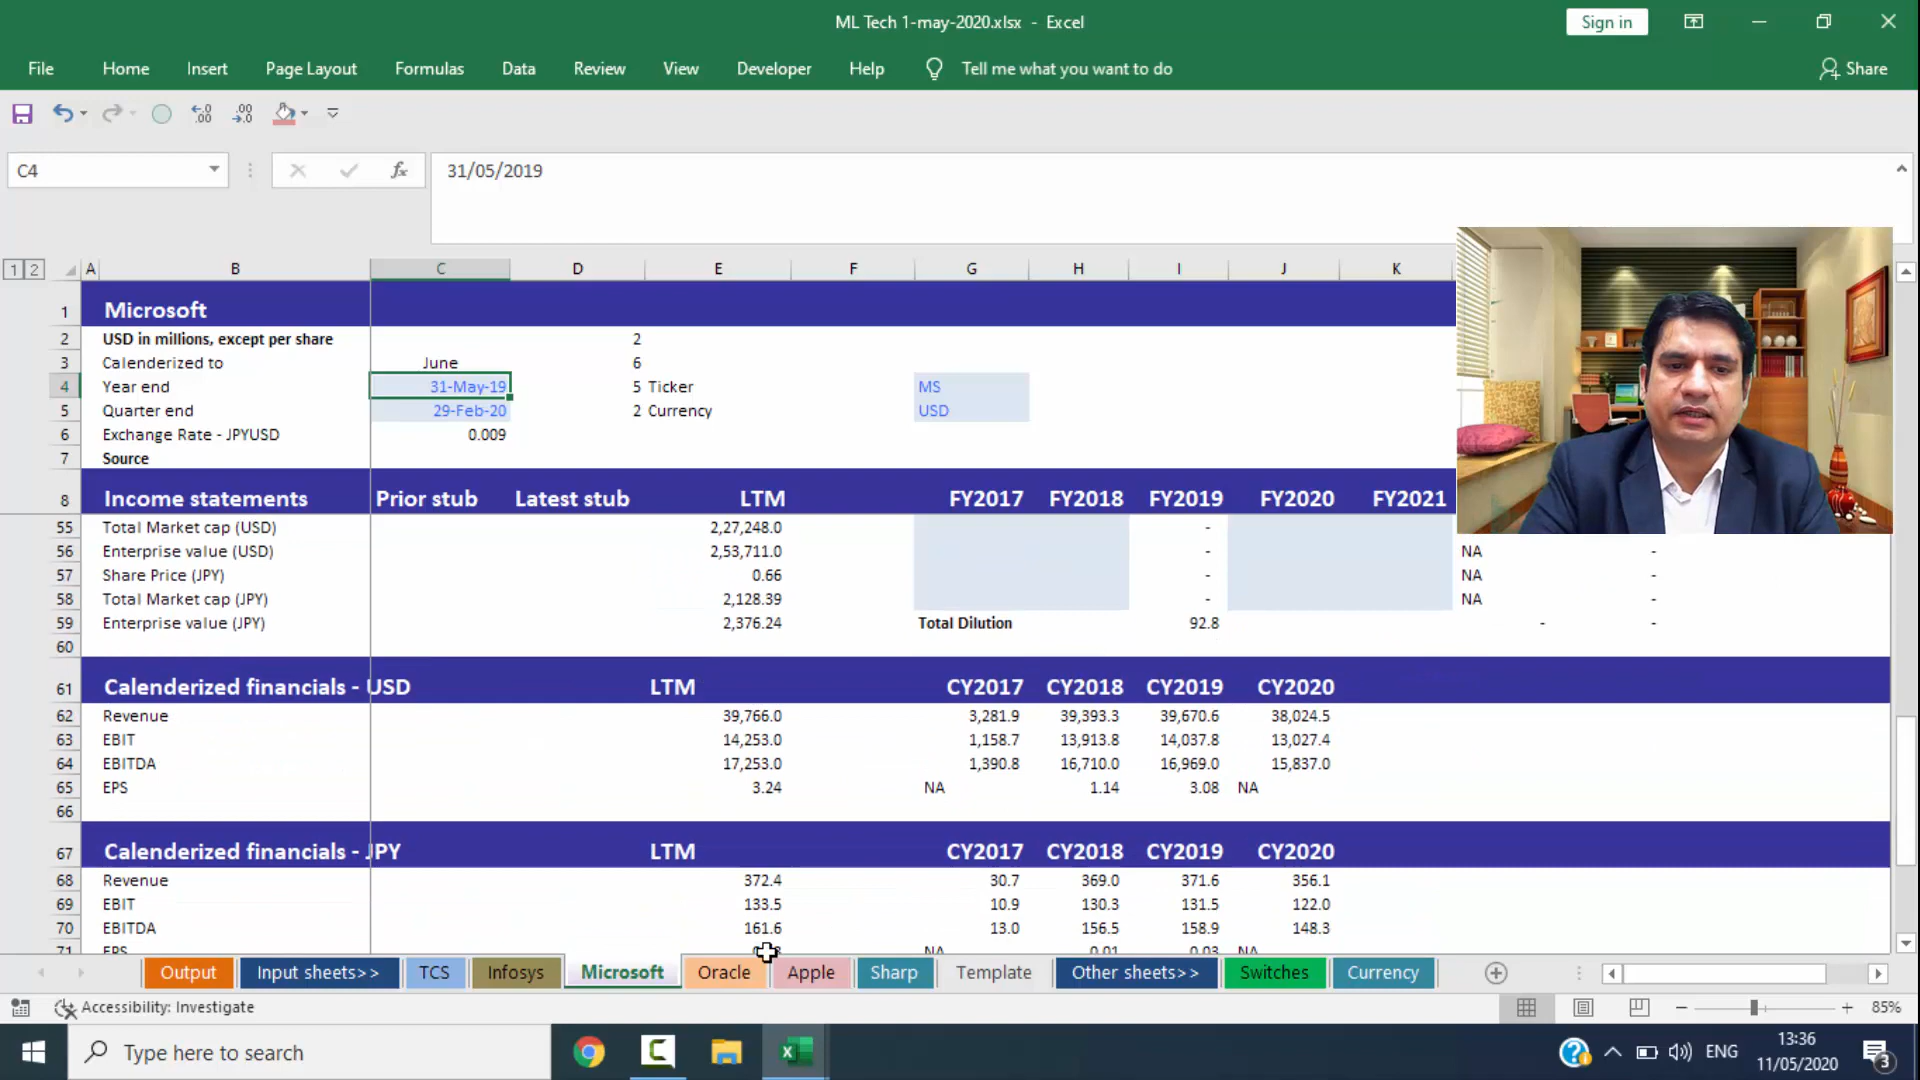 ML Tech 1-may-2020.xlsx - Excel
Sign in
File Home Insert Page Layout Formulas Data Review View Developer Help Tell me what you want to do Share
C4 fx 31/05/2019
1 2 A B C D E F G H I J K
1 Microsoft
2 USD in millions, except per share 2
3 Calenderized to June 6
4 Year end 31-May-19 5 Ticker MS
5 Quarter end 29-Feb-20 2 Currency USD
6 Exchange Rate - JPYUSD 0.009
7 Source
8 Income statements Prior stub Latest stub LTM FY2017 FY2018 FY2019 FY2020 FY2021
55 Total Market cap (USD) 2,27,248.0 -
56 Enterprise value (USD) 2,53,711.0 - NA -
57 Share Price (JPY) 0.66 - NA -
58 Total Market cap (JPY) 2,128.39 - NA -
59 Enterprise value (JPY) 2,376.24 Total Dilution 92.8 - -
60
61 Calenderized financials - USD LTM CY2017 CY2018 CY2019 CY2020
62 Revenue 39,766.0 3,281.9 39,393.3 39,670.6 38,024.5
63 EBIT 14,253.0 1,158.7 13,913.8 14,037.8 13,027.4
64 EBITDA 17,253.0 1,390.8 16,710.0 16,969.0 15,837.0
65 EPS 3.24 NA 1.14 3.08 NA
66
67 Calenderized financials - JPY LTM CY2017 CY2018 CY2019 CY2020
68 Revenue 372.4 30.7 369.0 371.6 356.1
69 EBIT 133.5 10.9 130.3 131.5 122.0
70 EBITDA 161.6 13.0 156.5 158.9 148.3
71 EPS NA 0.01 0.03 NA
Output Input sheets>> TCS Infosys Microsoft Oracle Apple Sharp Template Other sheets>> Switches Currency
Accessibility: Investigate 85%
Type here to search ENG 13:36
11/05/2020 3